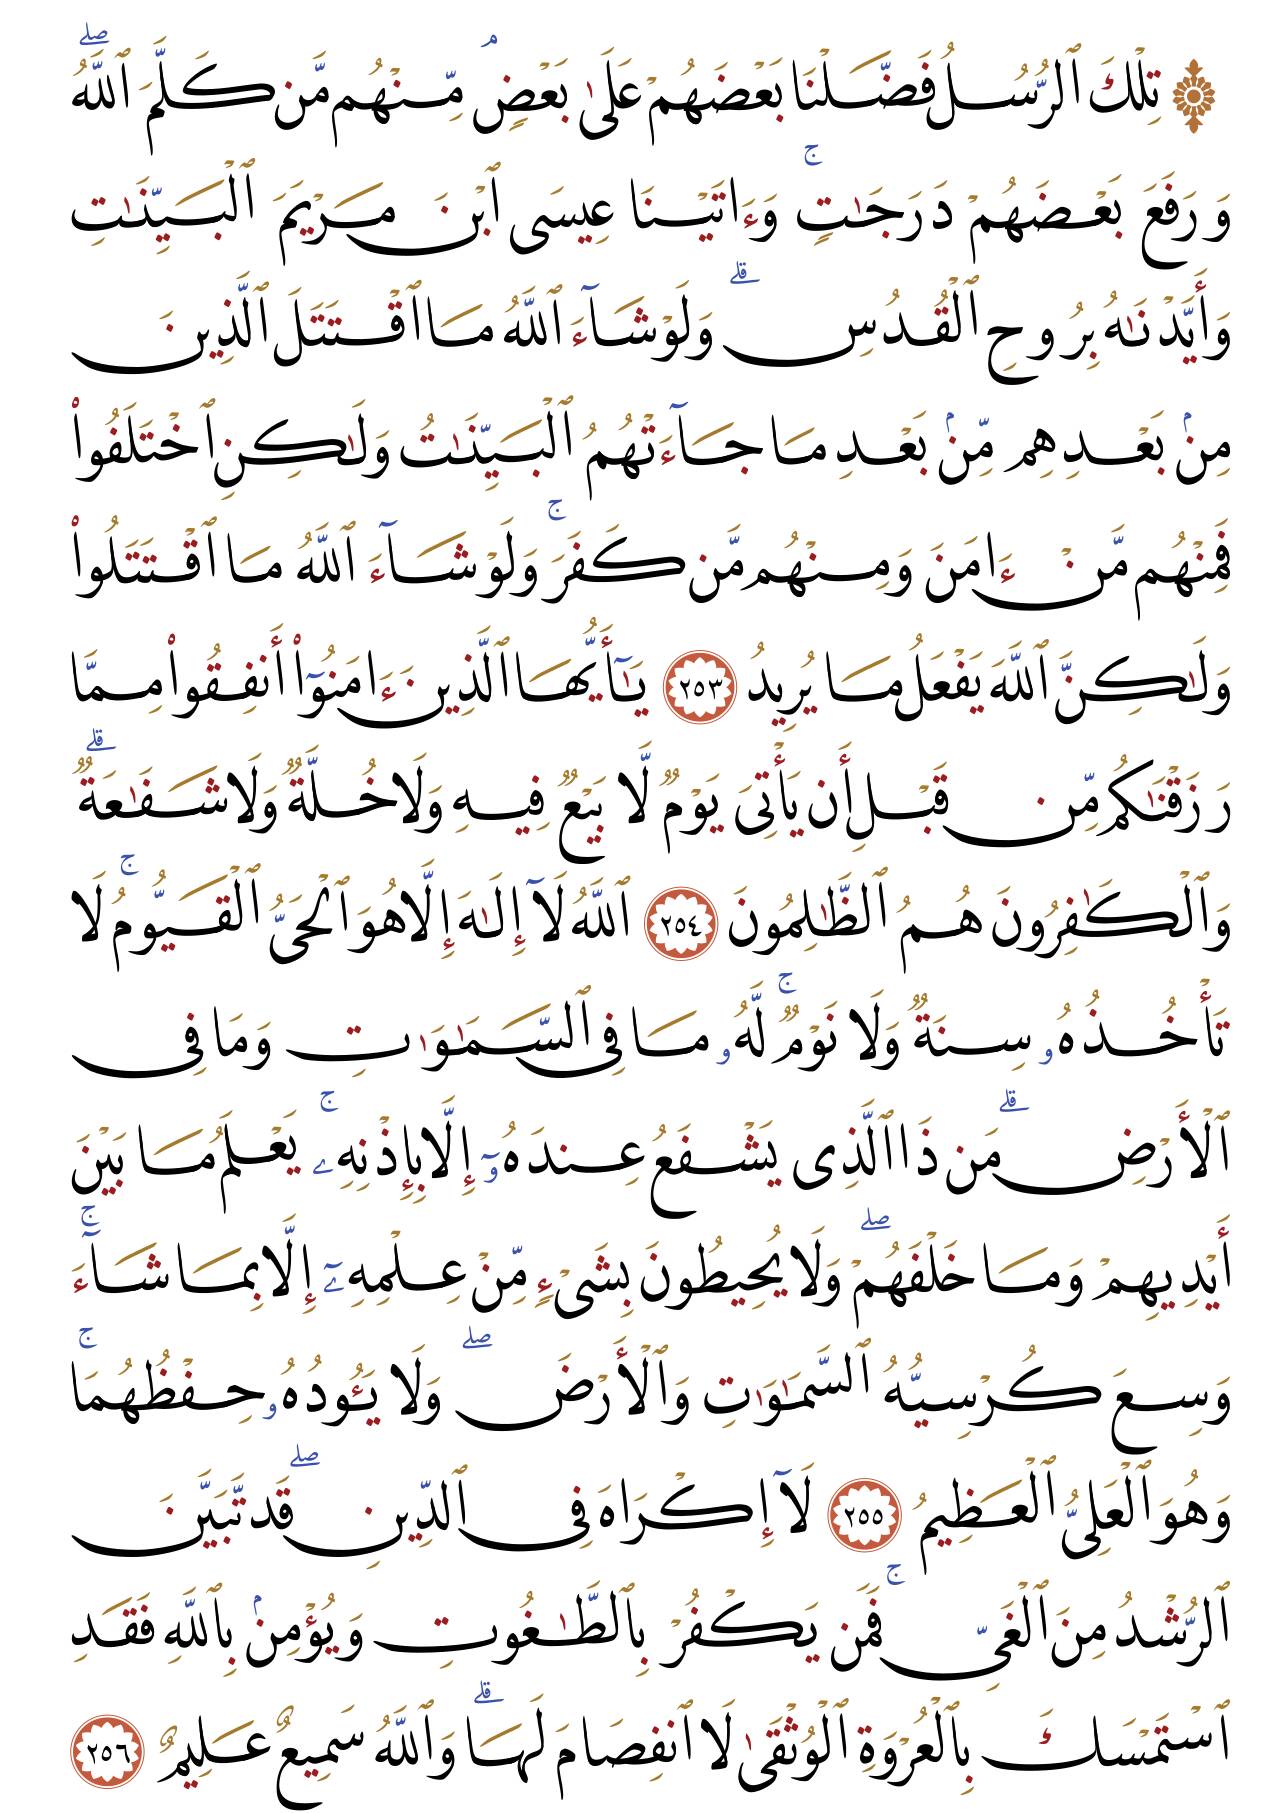 ۞ تِلْكَ ٱلرُّسُلُ فَضَّلْنَا بَعْضَهُمْ عَلَىٰ بَعْضٍۢ مِّنْهُم مَّن كَلَّمَ ٱللَّهُۖ
وَرَفَعَ بَعْضَهُمْ دَرَجَٰتٍۚ وَءَاتَيْنَا عِيسَى ٱبْنَ مَرْيَمَ ٱلْبَيِّنَٰتِ
وَأَيَّدْنَٰهُ بِرُوحِ ٱلْقُدُسِۗ وَلَوْ شَآءَ ٱللَّهُ مَا ٱقْتَتَلَ ٱلَّذِينَ
مِنۢ بَعْدِهِم مِّنۢ بَعْدِ مَا جَآءَتْهُمُ ٱلْبَيِّنَٰتُ وَلَٰكِنِ ٱخْتَلَفُوا۟
فَمِنْهُم مَّنْ ءَامَنَ وَمِنْهُم مَّن كَفَرَۚ وَلَوْ شَآءَ ٱللَّهُ مَا ٱقْتَتَلُوا۟
وَلَٰكِنَّ ٱللَّهَ يَفْعَلُ مَا يُرِيدُ ٢٥٣ يَٰٓأَيُّهَا ٱلَّذِينَ ءَامَنُوٓا۟ أَنفِقُوا۟ مِمَّا
رَزَقْنَٰكُم مِّن قَبْلِ أَن يَأْتِىَ يَوْمٌ لَّا بَيْعٌ فِيهِ وَلَا خُلَّةٌ وَلَا شَفَٰعَةٌۗ
وَٱلْكَٰفِرُونَ هُمُ ٱلظَّٰلِمُونَ ٢٥٤ ٱللَّهُ لَآ إِلَٰهَ إِلَّا هُوَ ٱلْحَىُّ ٱلْقَيُّومُۚ لَا
تَأْخُذُهُۥ سِنَةٌ وَلَا نَوْمٌۚ لَّهُۥ مَا فِى ٱلسَّمَٰوَٰتِ وَمَا فِى
ٱلْأَرْضِۗ مَن ذَا ٱلَّذِى يَشْفَعُ عِندَهُۥٓ إِلَّا بِإِذْنِهِۦۚ يَعْلَمُ مَا بَيْنَ
أَيْدِيهِمْ وَمَا خَلْفَهُمْۖ وَلَا يُحِيطُونَ بِشَىْءٍ مِّنْ عِلْمِهِۦٓ إِلَّا بِمَا شَآءَۚ
وَسِعَ كُرْسِيُّهُ ٱلسَّمَٰوَٰتِ وَٱلْأَرْضَۖ وَلَا يَـُٔودُهُۥ حِفْظُهُمَاۚ
وَهُوَ ٱلْعَلِىُّ ٱلْعَظِيمُ ٢٥٥ لَآ إِكْرَاهَ فِى ٱلدِّينِۖ قَد تَّبَيَّنَ
ٱلرُّشْدُ مِنَ ٱلْغَىِّۚ فَمَن يَكْفُرْ بِٱلطَّٰغُوتِ وَيُؤْمِنۢ بِٱللَّهِ فَقَدِ
ٱسْتَمْسَكَ بِٱلْعُرْوَةِ ٱلْوُثْقَىٰ لَا ٱنفِصَامَ لَهَاۗ وَٱللَّهُ سَمِيعٌ عَلِيمٌ ٢٥٦